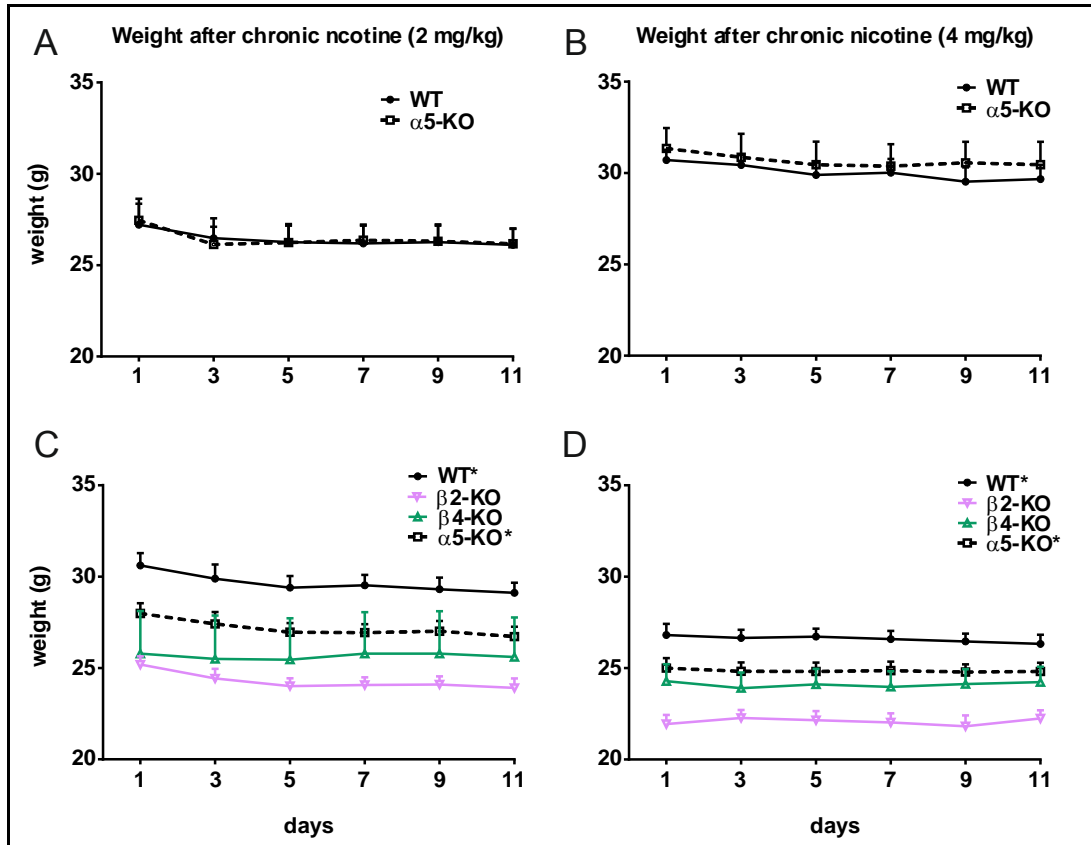 A
Weight after chronic ncotine (2 mg/kg)
35
30
25
20
weight (g)
WT
α5-KO
1 3 5 7 9 11
B
Weight after chronic nicotine (4 mg/kg)
35
30
25
20
WT
α5-KO
1 3 5 7 9 11
C
35
30
25
20
weight (g)
WT*
β2-KO
β4-KO
α5-KO*
1 3 5 7 9 11
days
D
35
30
25
20
WT*
β2-KO
β4-KO
α5-KO*
1 3 5 7 9 11
days